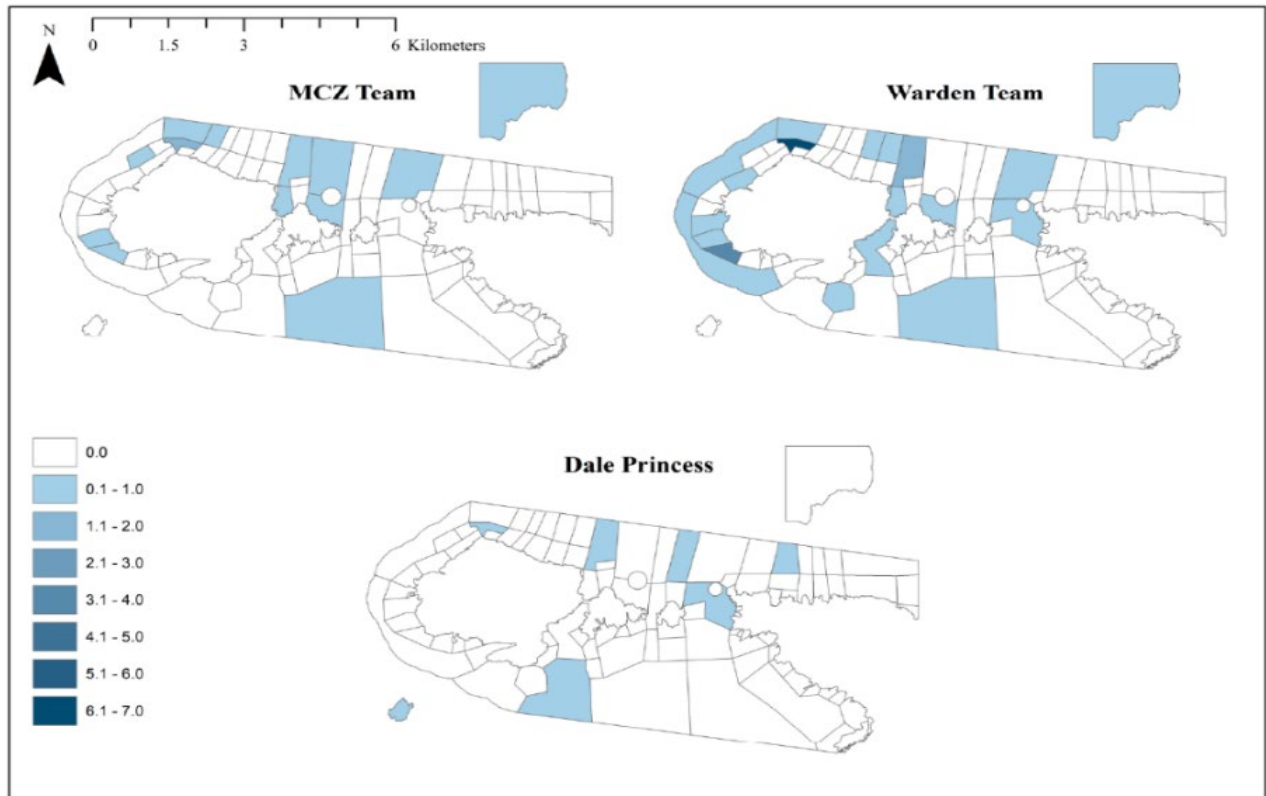 N
0 1.5 3 6 Kilometers
MCZ Team
Warden Team
Dale Princess
0.0
0.1 - 1.0
1.1 - 2.0
2.1 - 3.0
3.1 - 4.0
4.1 - 5.0
5.1 - 6.0
6.1 - 7.0